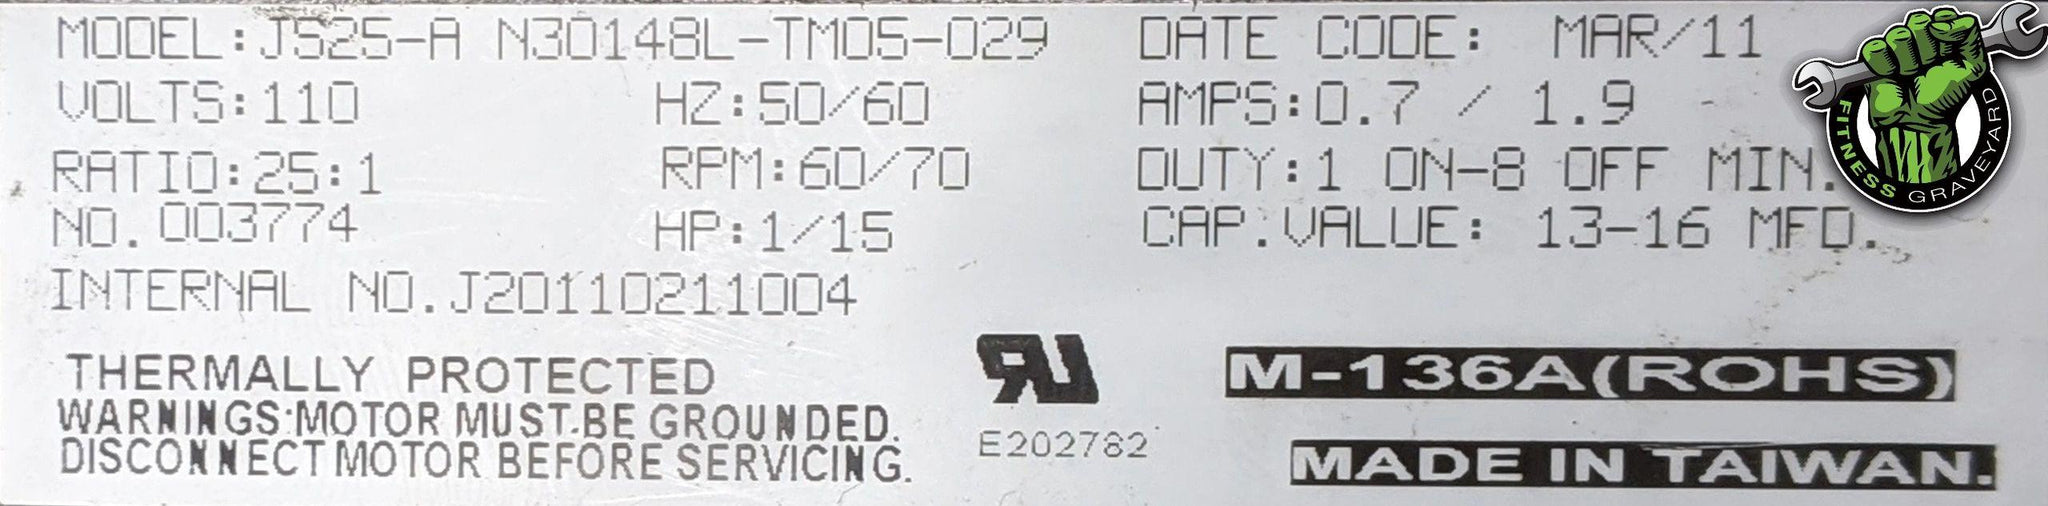 MODEL:JS25-A N30148L-TM05-029 DATE CODE: MAR/11
VOLTS:110 HZ:50/60 AMPS:0.7 / 1.9
RATIO:25:1 RPM:60/70 DUTY:1 ON-8 OFF MIN.
NO.003774 HP:1/15 CAP.VALUE: 13-16 MFD.
INTERNAL NO.J20110211004
THERMALLY PROTECTED
WARNINGS:MOTOR MUST.BE GROUNDED.
DISCONNECT MOTOR BEFORE SERVICING.
RU
E202782
M-136A(ROHS)
MADE IN TAIWAN.
FITNESS GRAVEYARD